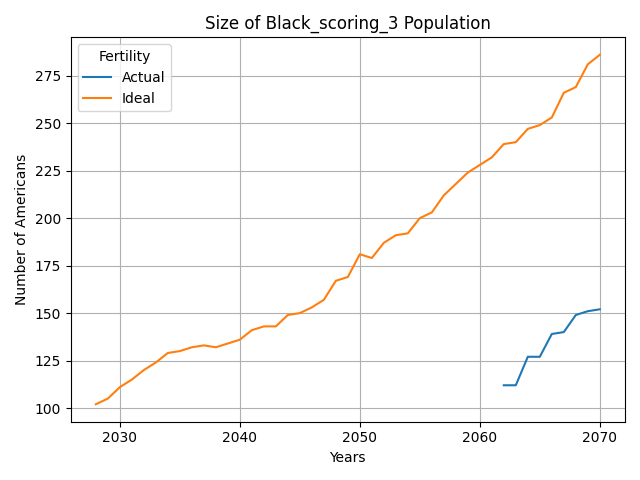 Size of Black_scoring_3 Population
Fertility
Actual
Ideal
Number of Americans
275
250
225
200
175
150
125
100
2030
2040
2050
2060
2070
Years